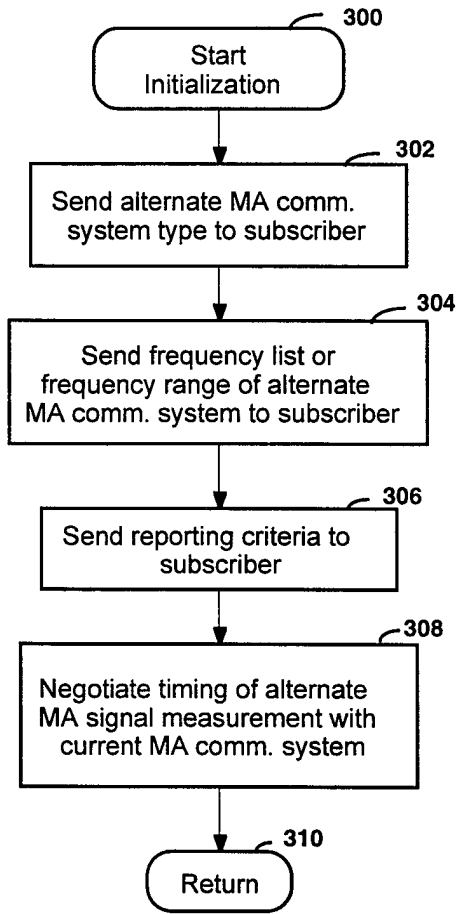 300
Start
Initialization
302
Send alternate MA comm.
system type to subscriber
304
Send frequency list or
frequency range of alternate
MA comm. system to subscriber
306
Send reporting criteria to
subscriber
308
Negotiate timing of alternate
MA signal measurement with
current MA comm. system
310
Return